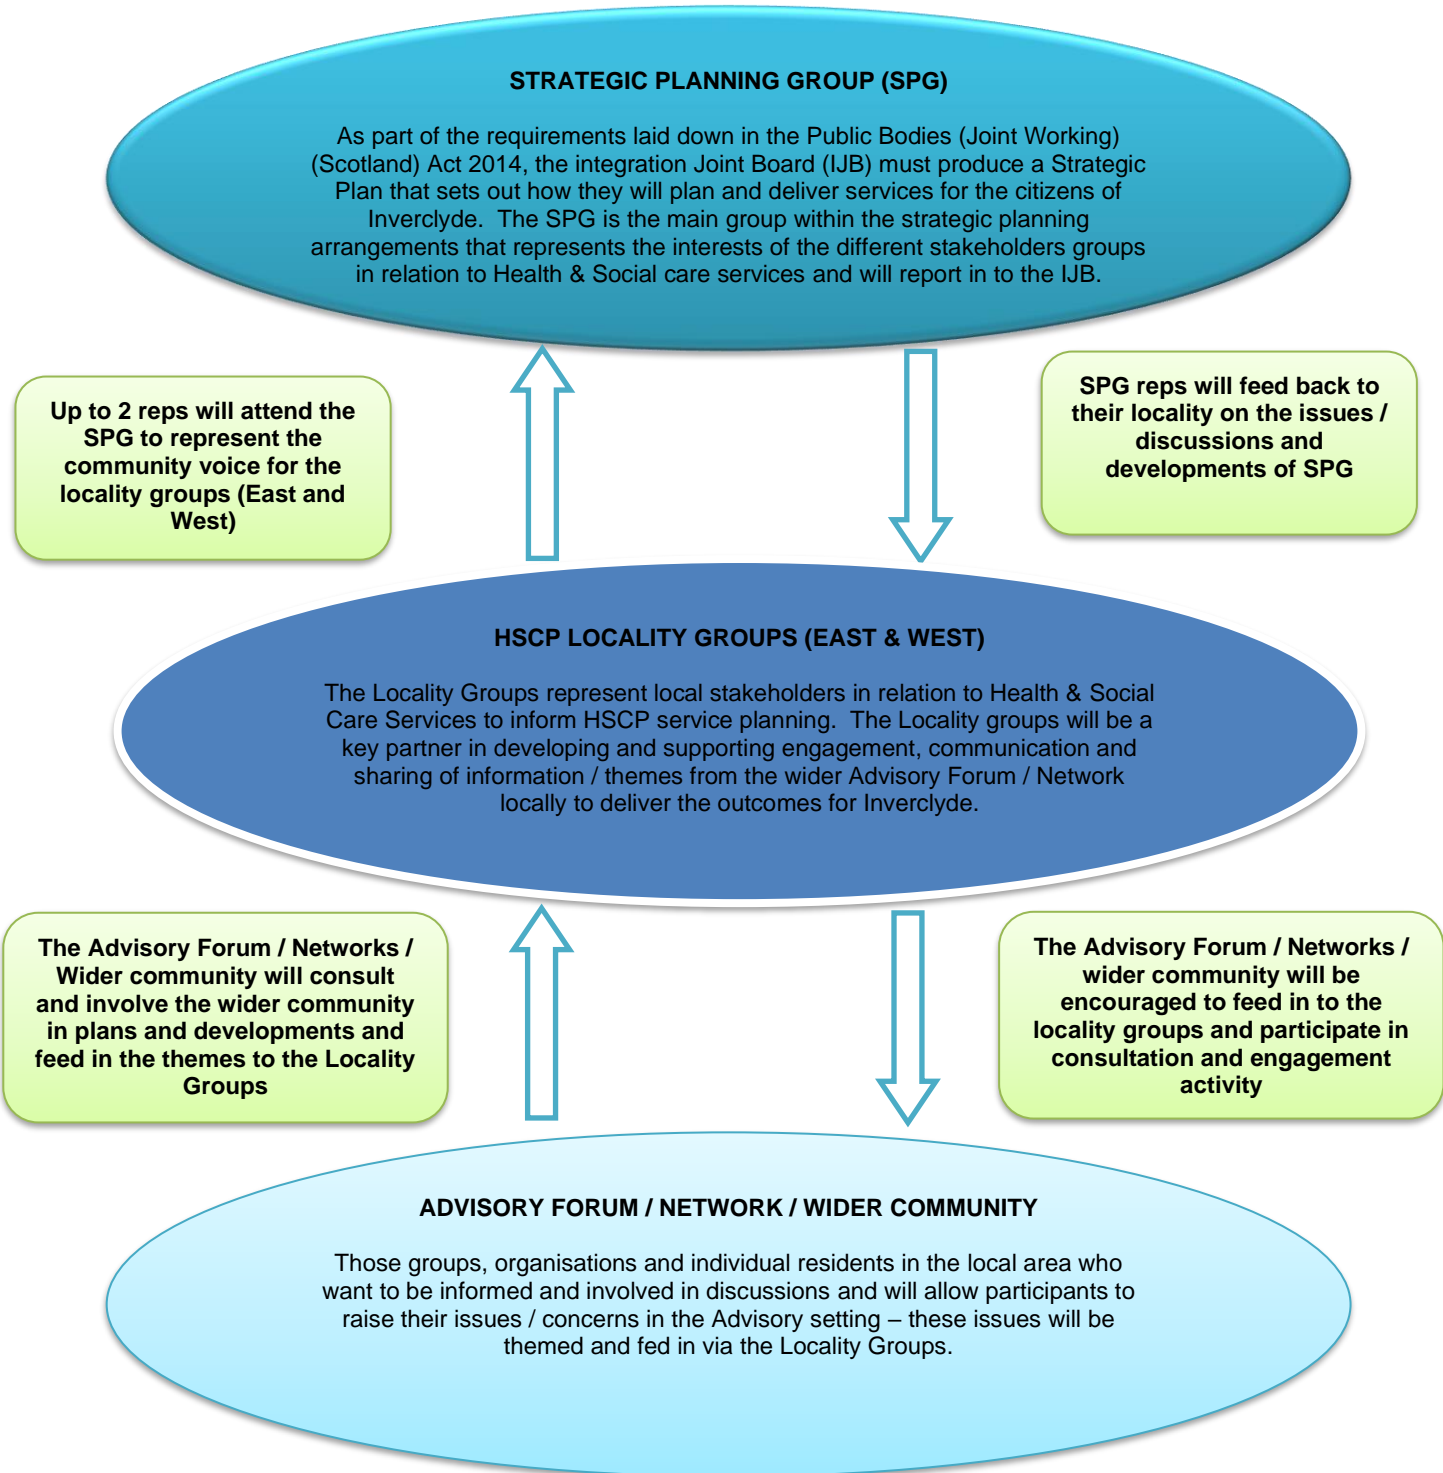 STRATEGIC PLANNING GROUP (SPG)
As part of the requirements laid down in the Public Bodies (Joint Working)
(Scotland) Act 2014, the integration Joint Board (IJB) must produce a Strategic
Plan that sets out how they will plan and deliver services for the citizens of
Inverclyde.  The SPG is the main group within the strategic planning
arrangements that represents the interests of the different stakeholders groups
in relation to Health & Social care services and will report in to the IJB.
Up to 2 reps will attend the
SPG to represent the
community voice for the
locality groups (East and
West)
SPG reps will feed back to
their locality on the issues /
discussions and
developments of SPG
HSCP LOCALITY GROUPS (EAST & WEST)
The Locality Groups represent local stakeholders in relation to Health & Social
Care Services to inform HSCP service planning.  The Locality groups will be a
key partner in developing and supporting engagement, communication and
sharing of information / themes from the wider Advisory Forum / Network
locally to deliver the outcomes for Inverclyde.
The Advisory Forum / Networks /
Wider community will consult
and involve the wider community
in plans and developments and
feed in the themes to the Locality
Groups
The Advisory Forum / Networks /
wider community will be
encouraged to feed in to the
locality groups and participate in
consultation and engagement
activity
ADVISORY FORUM / NETWORK / WIDER COMMUNITY
Those groups, organisations and individual residents in the local area who
want to be informed and involved in discussions and will allow participants to
raise their issues / concerns in the Advisory setting – these issues will be
themed and fed in via the Locality Groups.